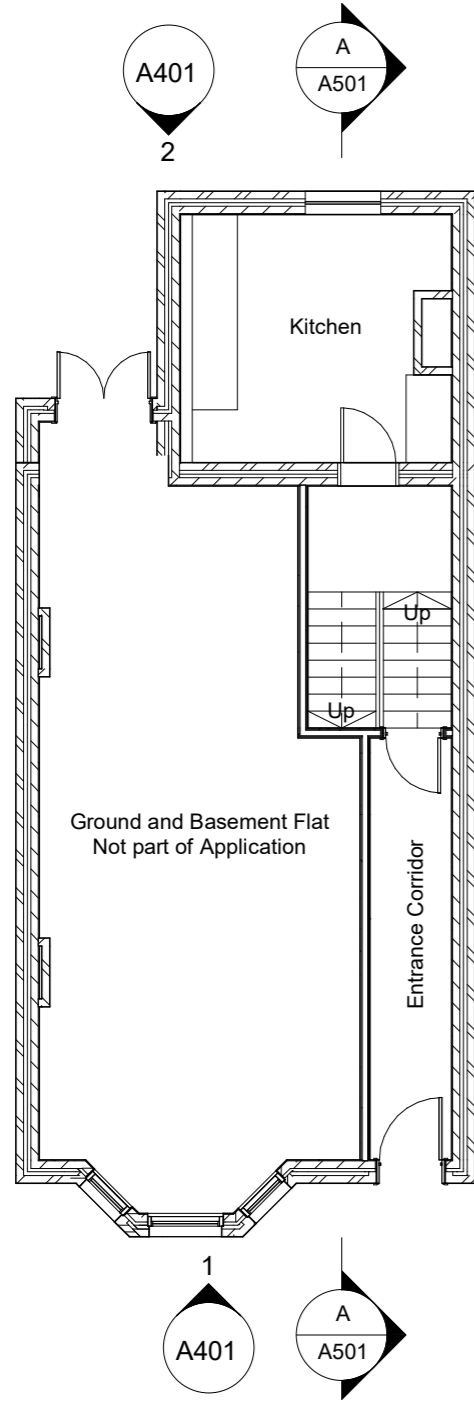 A401
2
A
A501
Kitchen
Up
Up
Ground and Basement Flat
Not part of Application
Entrance Corridor
1
A401
A
A501